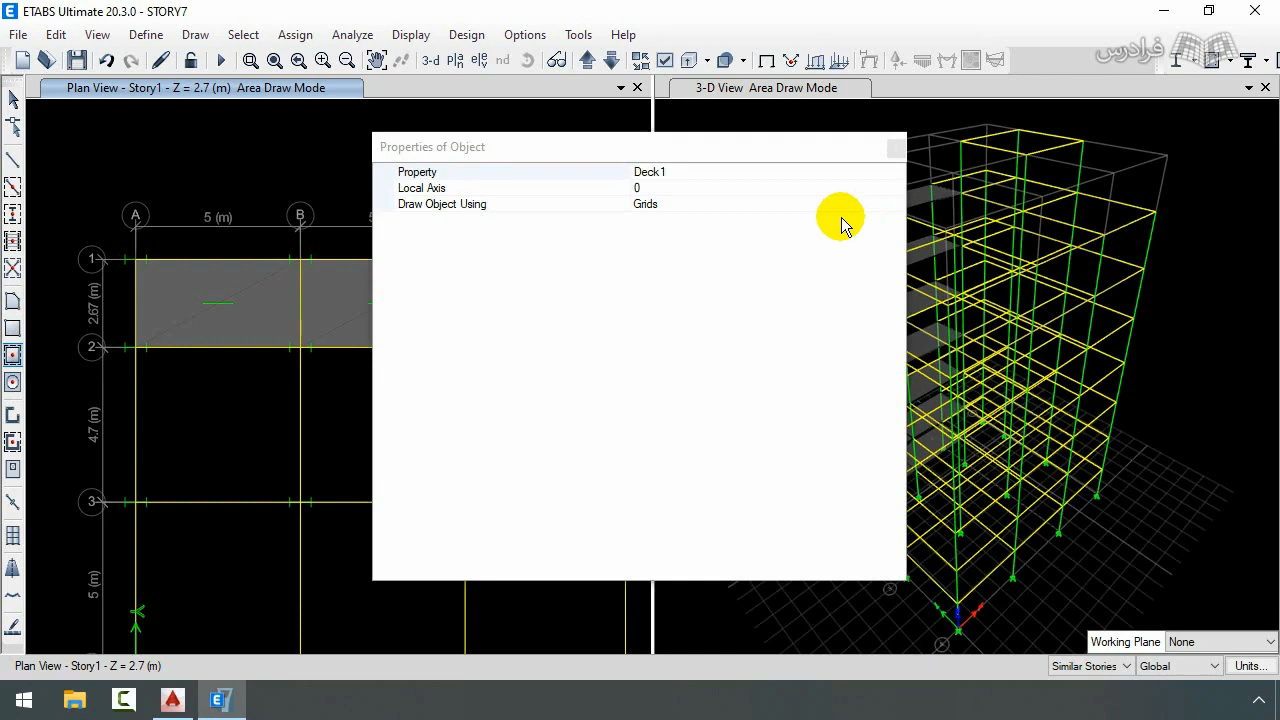 ETABS Ultimate 20.3.0 - STORY7
File Edit View Define Draw Select Assign Analyze Display Design Options Tools Help
3-d
nd
فرادرس
Plan View - Story1 - Z = 2.7 (m) Area Draw Mode
3-D View Area Draw Mode
Properties of Object
Property Deck1
Local Axis 0
Draw Object Using Grids
A 5 (m) B
1
2.67 (m)
2
4.7 (m)
3
5 (m)
Working Plane None
Plan View - Story1 - Z = 2.7 (m)
Similar Stories Global Units...